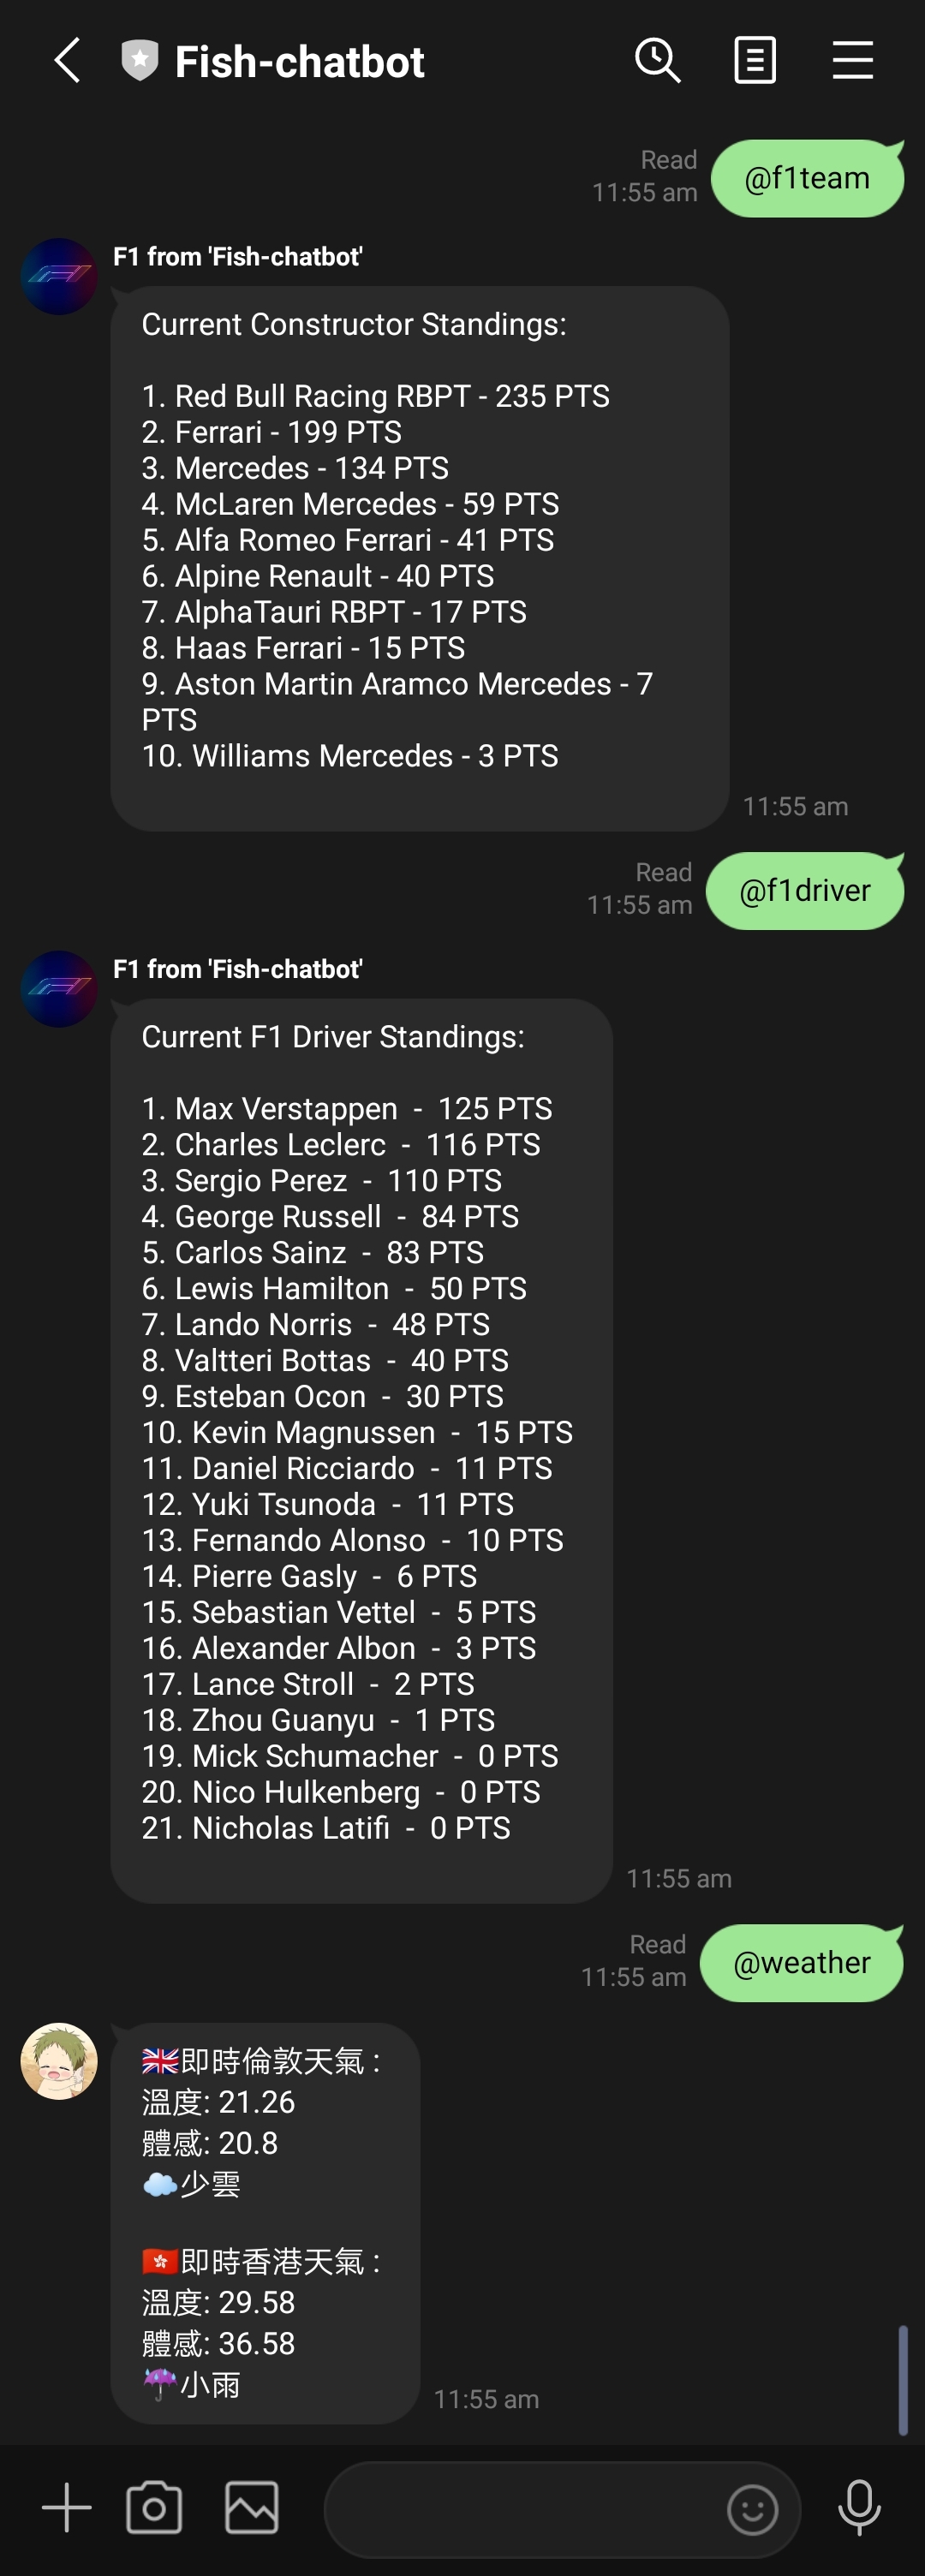 Fish-chatbot
Read
11:55 am
@f1team
F1 from 'Fish-chatbot'
Current Constructor Standings:
1. Red Bull Racing RBPT - 235 PTS
2. Ferrari - 199 PTS
3. Mercedes - 134 PTS
4. McLaren Mercedes - 59 PTS
5. Alfa Romeo Ferrari - 41 PTS
6. Alpine Renault - 40 PTS
7. AlphaTauri RBPT - 17 PTS
8. Haas Ferrari - 15 PTS
9. Aston Martin Aramco Mercedes - 7
PTS
10. Williams Mercedes - 3 PTS
11:55 am
Read
11:55 am
@f1driver
F1 from 'Fish-chatbot'
Current F1 Driver Standings:
1. Max Verstappen - 125 PTS
2. Charles Leclerc - 116 PTS
3. Sergio Perez - 110 PTS
4. George Russell - 84 PTS
5. Carlos Sainz - 83 PTS
6. Lewis Hamilton - 50 PTS
7. Lando Norris - 48 PTS
8. Valtteri Bottas - 40 PTS
9. Esteban Ocon - 30 PTS
10. Kevin Magnussen - 15 PTS
11. Daniel Ricciardo - 11 PTS
12. Yuki Tsunoda - 11 PTS
13. Fernando Alonso - 10 PTS
14. Pierre Gasly - 6 PTS
15. Sebastian Vettel - 5 PTS
16. Alexander Albon - 3 PTS
17. Lance Stroll - 2 PTS
18. Zhou Guanyu - 1 PTS
19. Mick Schumacher - 0 PTS
20. Nico Hulkenberg - 0 PTS
21. Nicholas Latifi - 0 PTS
11:55 am
Read
11:55 am
@weather
🇬🇧即時倫敦天氣 :
溫度: 21.26
體感: 20.8
☁️少雲
🇭🇰即時香港天氣 :
溫度: 29.58
體感: 36.58
☔小雨
11:55 am